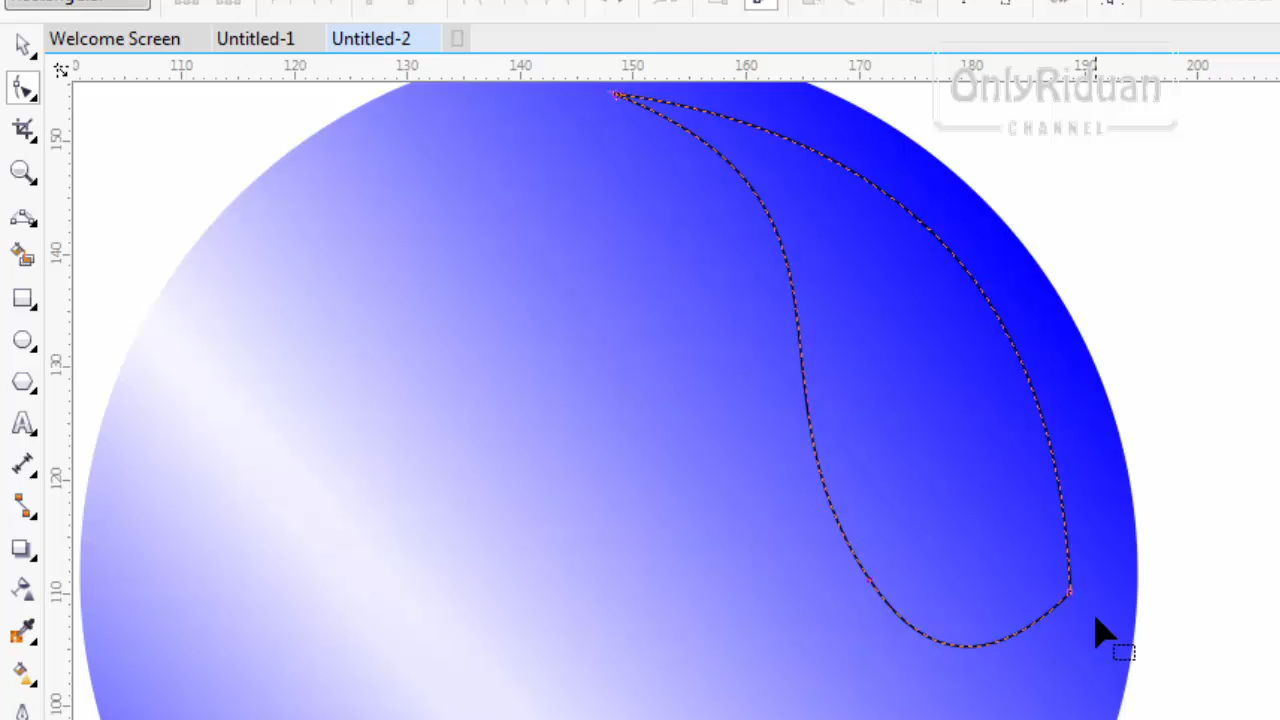 Welcome Screen
Untitled-1
Untitled-2
0 110 120 130 140 150 160 170 180 190 200
OnlyRiduan
CHANNEL
150
140
130
120
110
100